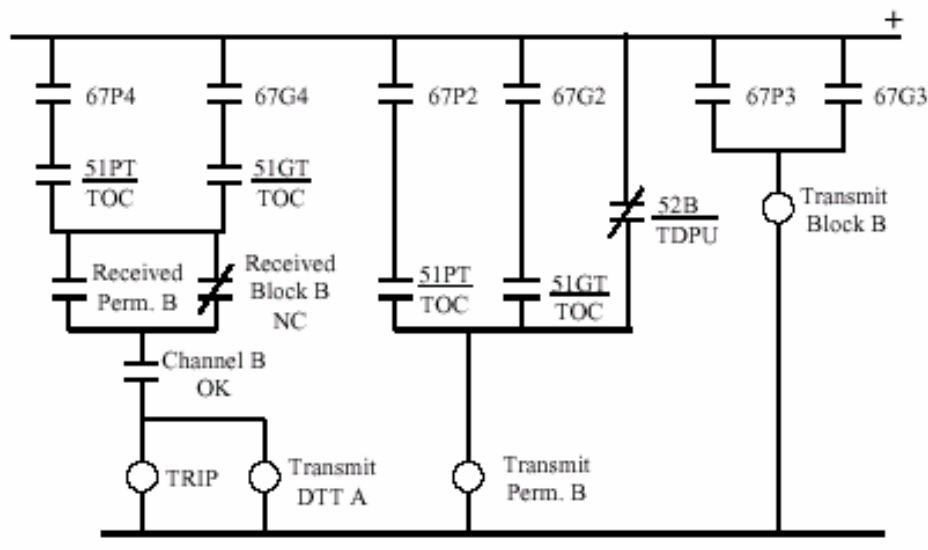 +
67P4
67G4
67P2
67G2
67P3
67G3
51PT
TOC
51GT
TOC
52B
TDPU
Transmit
Block B
Received
Perm. B
Received
Block B
NC
51PT
TOC
51GT
TOC
Channel B
OK
TRIP
Transmit
DTT A
Transmit
Perm. B